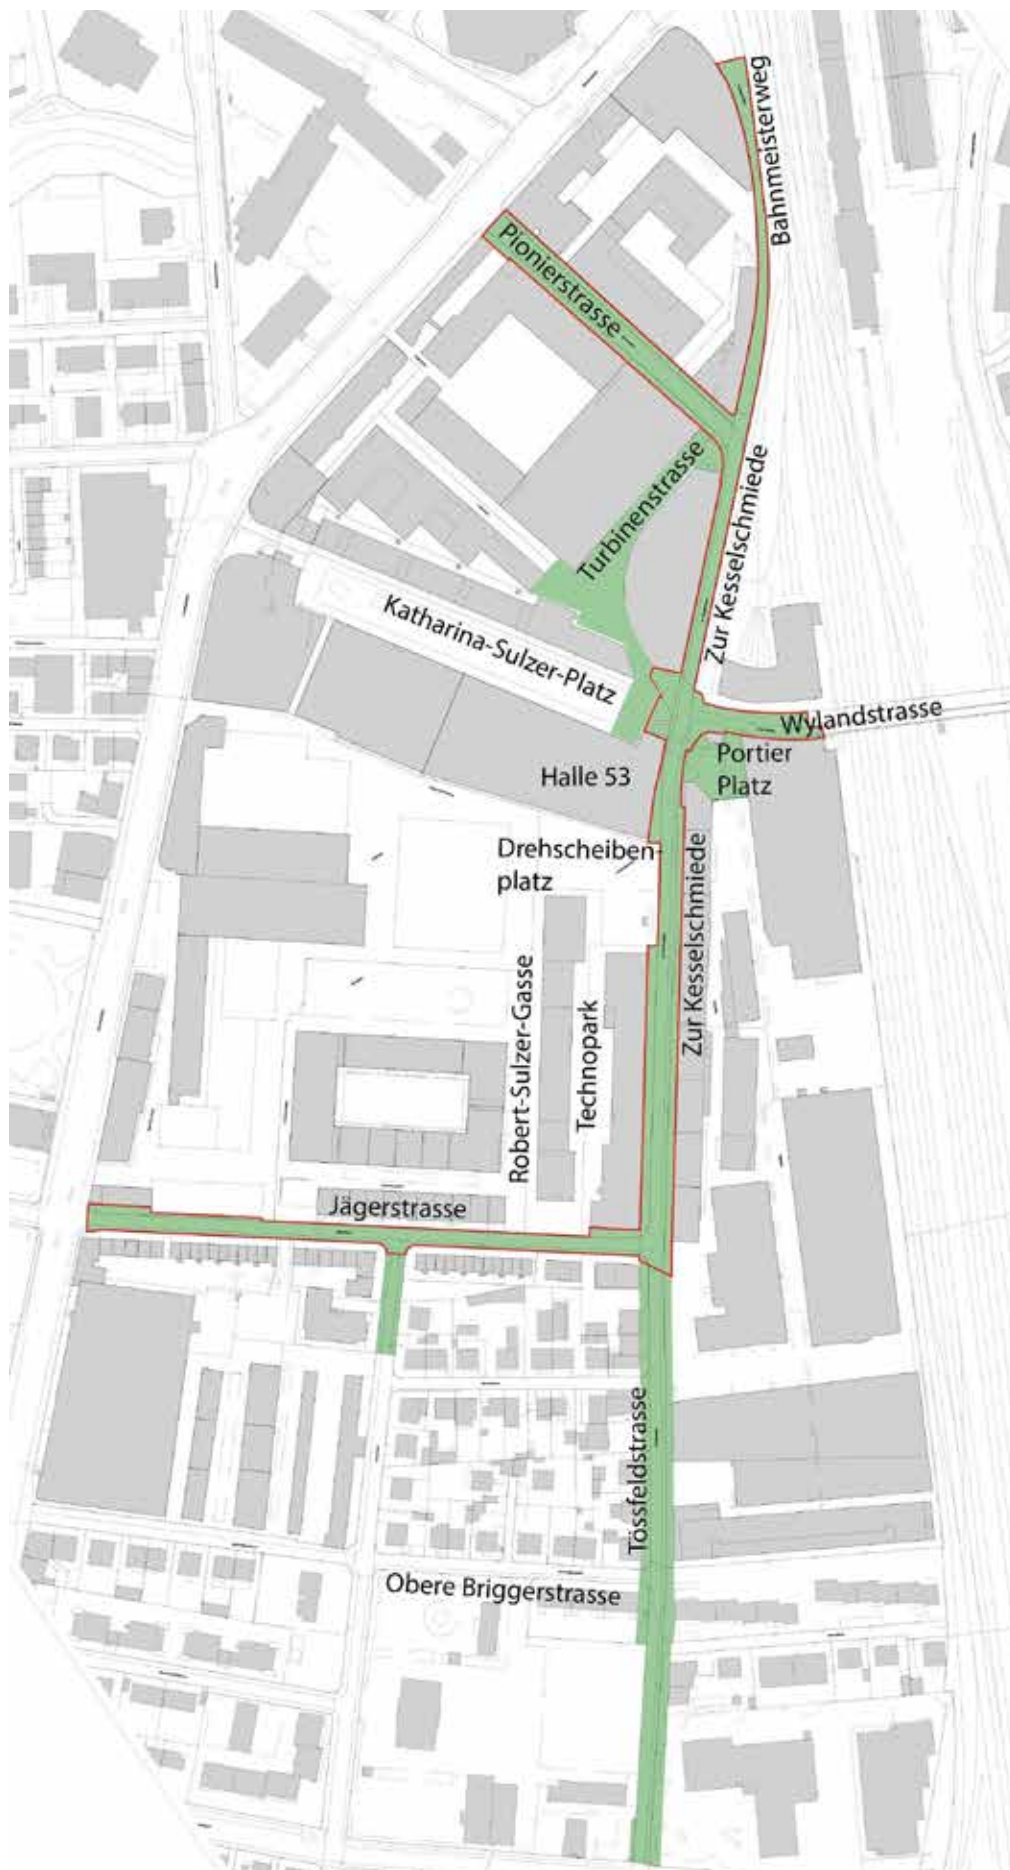 Bahnmeisterweg
Pionierstrasse
Turbinenstrasse
Zur Kesselschmiede
Katharina-Sulzer-Platz
Wylandstrasse
Portier
Platz
Halle 53
Drehscheiben-
platz
Zur Kesselschmiede
Robert-Sulzer-Gasse
Technopark
Jägerstrasse
Tössfeldstrasse
Obere Briggerstrasse